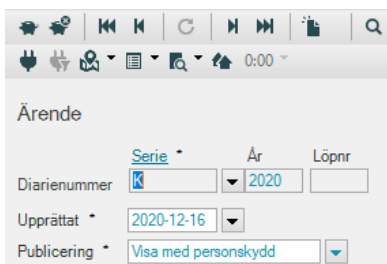 0:00
Ärende
Serie * År Löpnr
Diarienummer K 2020
Upprättat * 2020-12-16
Publicering * Visa med personskydd